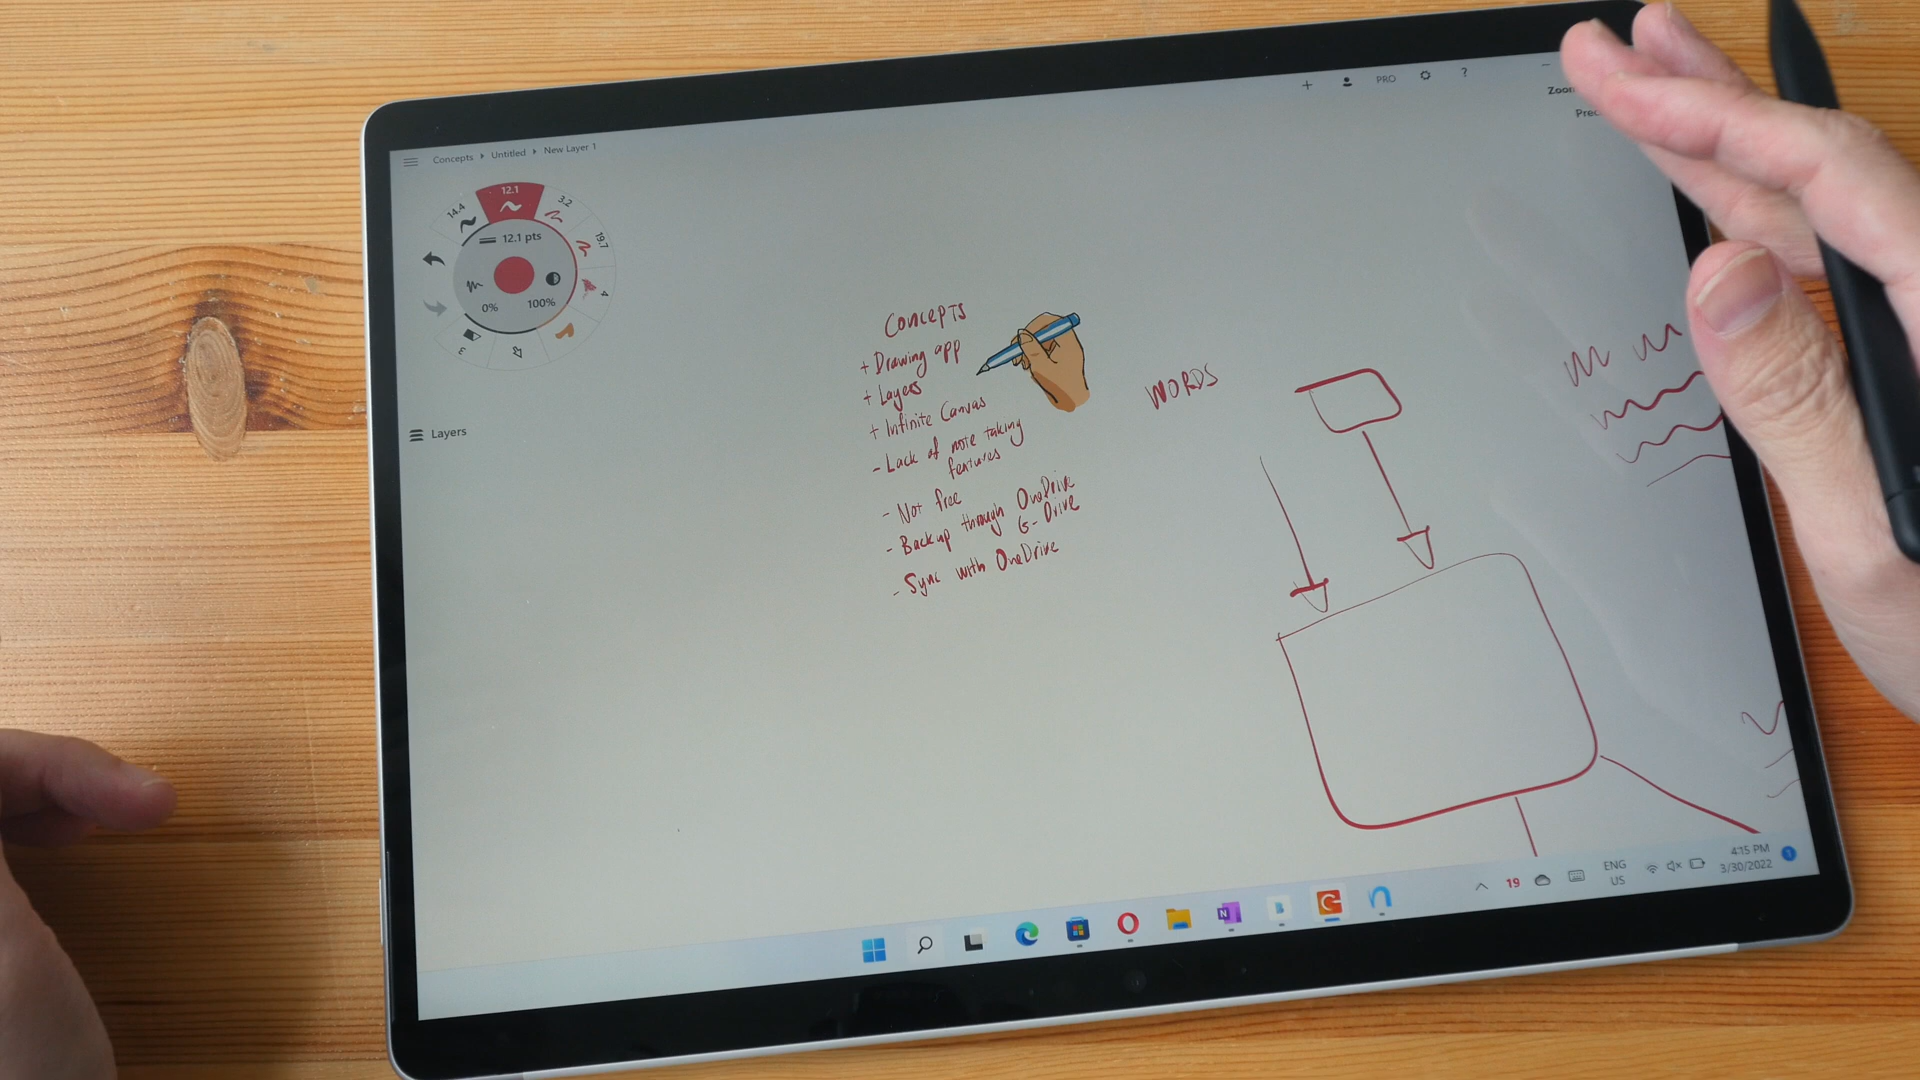 + PRO ?
Concepts > Untitled > New Layer 1
12.1
14.4
3.2
19.7
12.1 pts
4
0% 100%
Layers
CONCEPTS
+ Drawing app
+ Layers
+ Infinite Canvas
- Lack of note taking
features
- Not free
- Backup through OneDrive
G-Drive
- Sync with OneDrive
WORDS
19
ENG
US
4:15 PM
3/30/2022
1